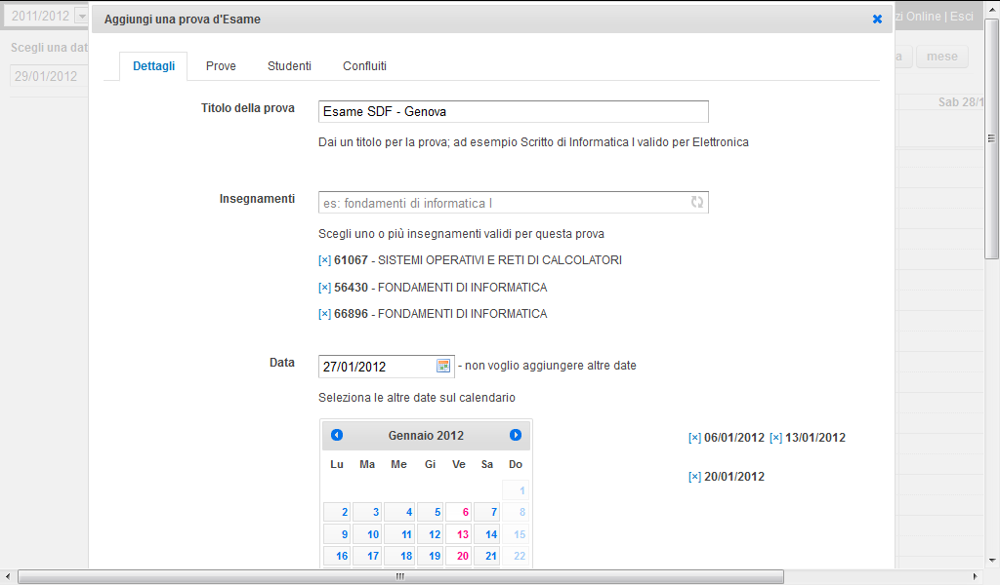 2011/2012
Aggiungi una prova d'Esame
zi Online | Esci
Scegli una dat
29/01/2012
a
mese
Sab 28/1
Dettagli Prove Studenti Confluiti
Titolo della prova
Esame SDF - Genova
Dai un titolo per la prova; ad esempio Scritto di Informatica I valido per Elettronica
Insegnamenti
es: fondamenti di informatica I
Scegli uno o più insegnamenti validi per questa prova
[×] 61067 - SISTEMI OPERATIVI E RETI DI CALCOLATORI
[×] 56430 - FONDAMENTI DI INFORMATICA
[×] 66896 - FONDAMENTI DI INFORMATICA
Data
27/01/2012 - non voglio aggiungere altre date
Seleziona le altre date sul calendario
Gennaio 2012
Lu Ma Me Gi Ve Sa Do
1
2 3 4 5 6 7 8
9 10 11 12 13 14 15
16 17 18 19 20 21 22
[×] 06/01/2012 [×] 13/01/2012
[×] 20/01/2012